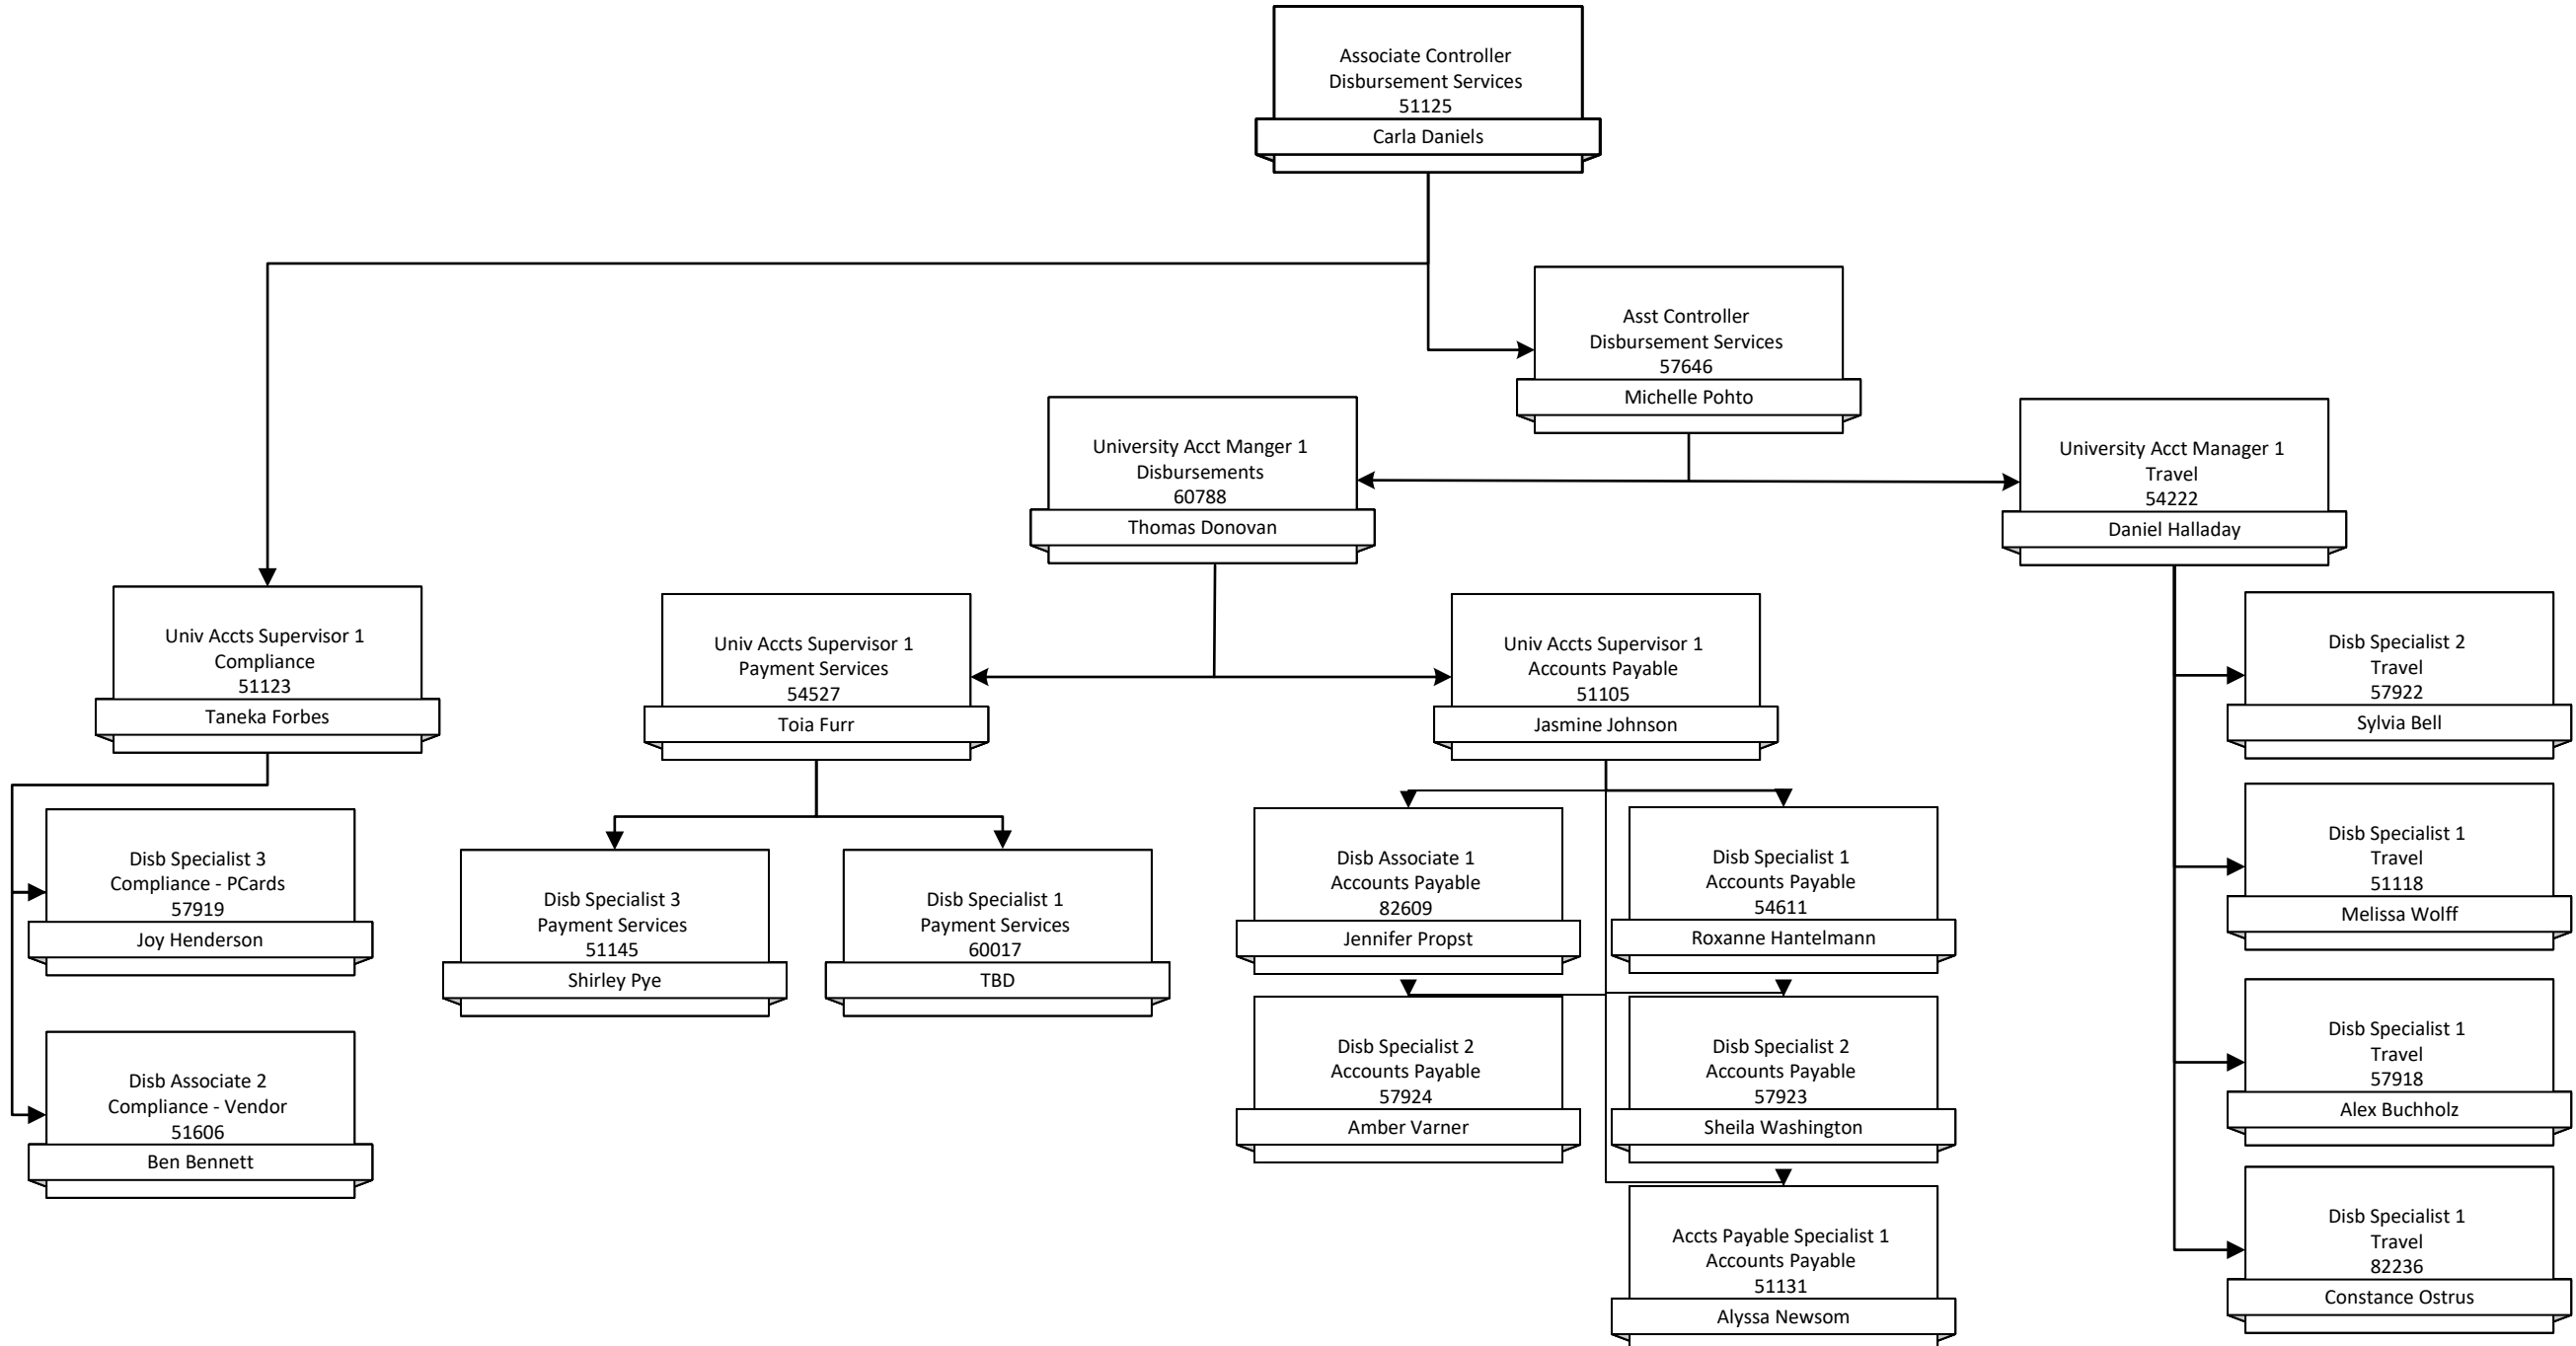 Associate Controller
Disbursement Services
51125
Carla Daniels
Asst Controller
Disbursement Services
57646
Michelle Pohto
University Acct Manger 1
Disbursements
60788
Thomas Donovan
University Acct Manager 1
Travel
54222
Daniel Halladay
Univ Accts Supervisor 1
Compliance
51123
Taneka Forbes
Univ Accts Supervisor 1
Payment Services
54527
Toia Furr
Univ Accts Supervisor 1
Accounts Payable
51105
Jasmine Johnson
Disb Specialist 2
Travel
57922
Sylvia Bell
Disb Specialist 3
Compliance - PCards
57919
Joy Henderson
Disb Specialist 3
Payment Services
51145
Shirley Pye
Disb Specialist 1
Payment Services
60017
TBD
Disb Associate 1
Accounts Payable
82609
Jennifer Propst
Disb Specialist 1
Accounts Payable
54611
Roxanne Hantelmann
Disb Specialist 1
Travel
51118
Melissa Wolff
Disb Associate 2
Compliance - Vendor
51606
Ben Bennett
Disb Specialist 2
Accounts Payable
57924
Amber Varner
Disb Specialist 2
Accounts Payable
57923
Sheila Washington
Disb Specialist 1
Travel
57918
Alex Buchholz
Accts Payable Specialist 1
Accounts Payable
51131
Alyssa Newsom
Disb Specialist 1
Travel
82236
Constance Ostrus